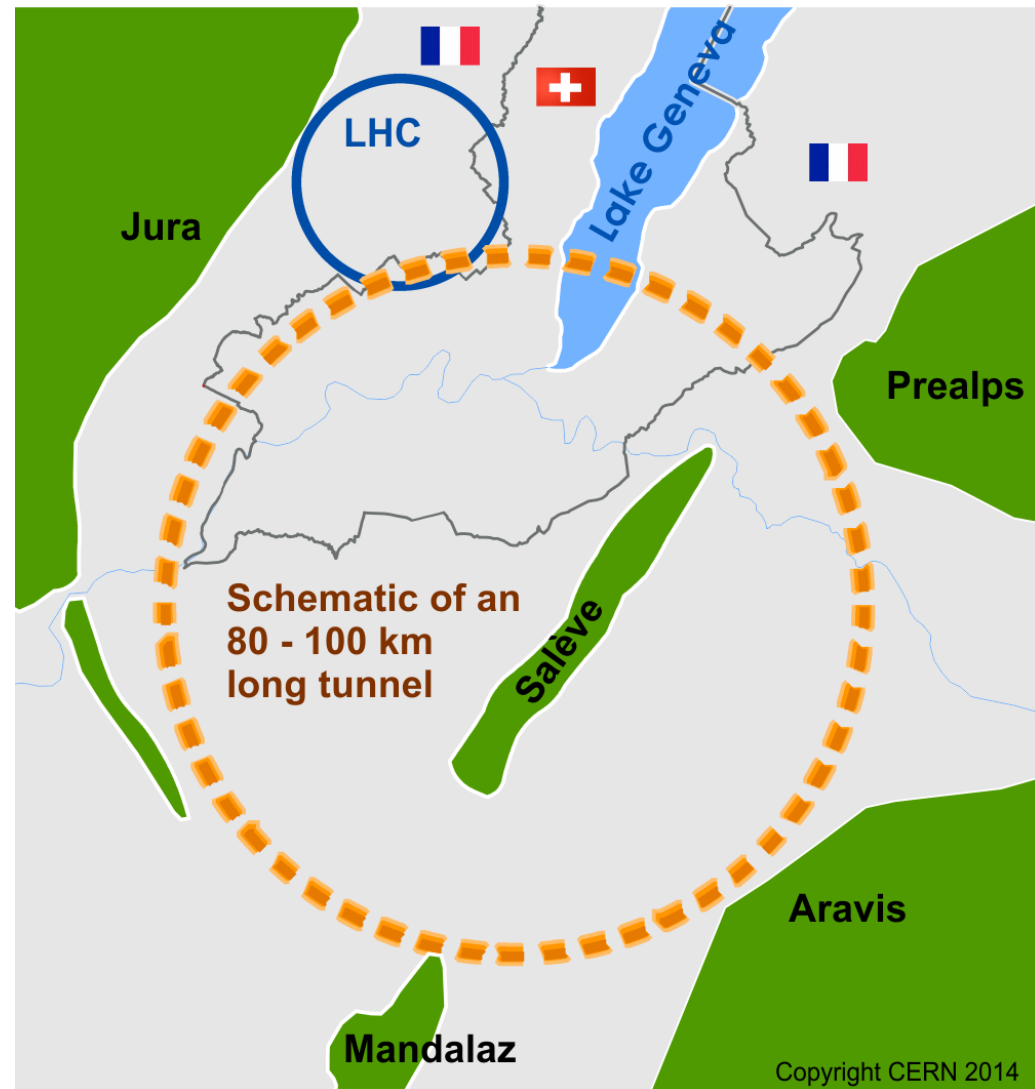 LHC
Lake Geneva
Jura
Prealps
Schematic of an
80 - 100 km
long tunnel
Salève
Aravis
Mandalaz
Copyright CERN 2014